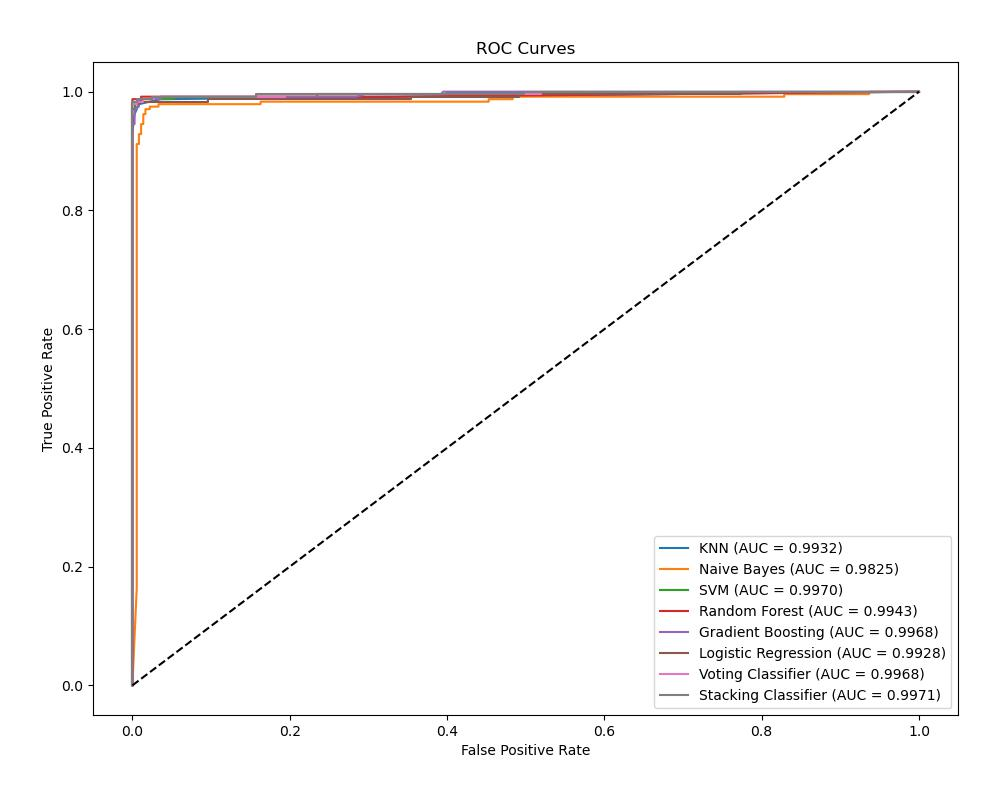 ROC Curves
True Positive Rate
1.0
0.8
0.6
0.4
0.2
0.0
KNN (AUC = 0.9932)
Naive Bayes (AUC = 0.9825)
SVM (AUC = 0.9970)
Random Forest (AUC = 0.9943)
Gradient Boosting (AUC = 0.9968)
Logistic Regression (AUC = 0.9928)
Voting Classifier (AUC = 0.9968)
Stacking Classifier (AUC = 0.9971)
0.0 0.2 0.4 0.6 0.8 1.0
False Positive Rate